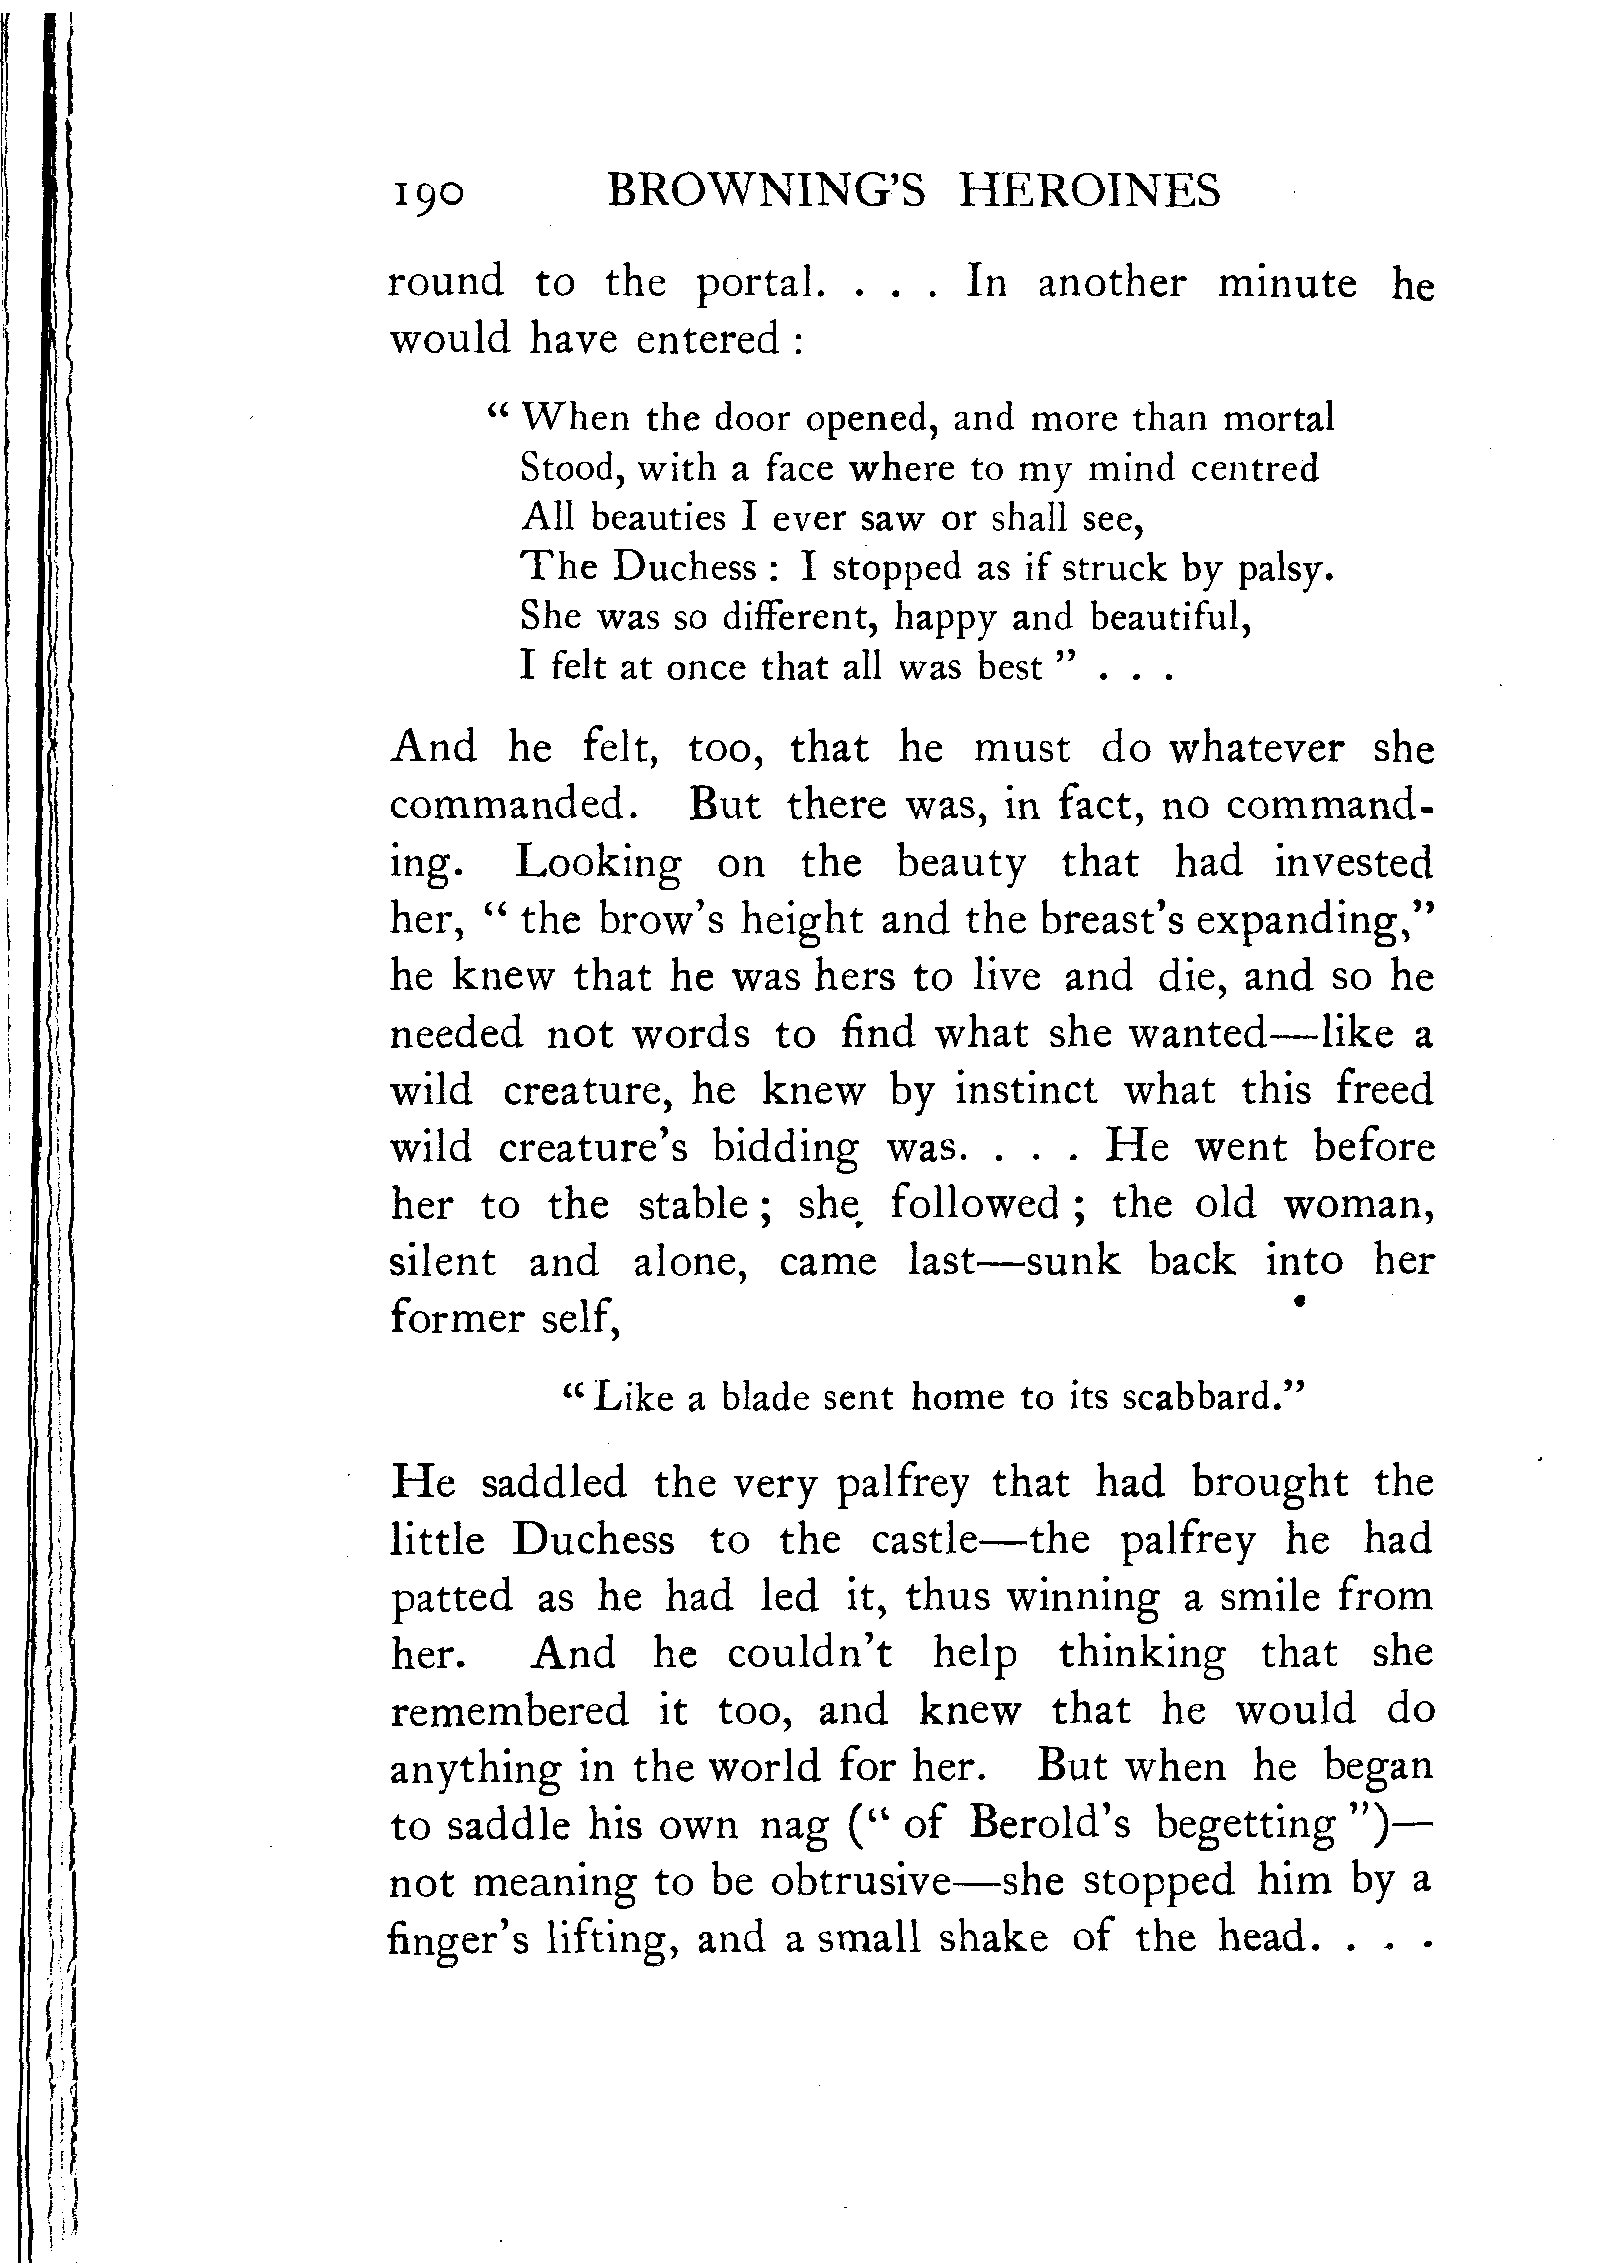 190 BROWNING'S HEROINES
round to the portal. . . . In another minute he
would have entered :
“ When the door opened, and more than mortal
Stood, with a face where to my mind centred
All beauties I ever saw or shall see,
The Duchess : I stopped as if struck by palsy.
She was so different, happy and beautiful,
I felt at once that all was best ” . . .
And he felt, too, that he must do whatever she
commanded. But there was, in fact, no command-
ing. Looking on the beauty that had invested
her, “ the brow's height and the breast's expanding,”
he knew that he was hers to live and die, and so he
needed not words to find what she wanted—like a
wild creature, he knew by instinct what this freed
wild creature's bidding was. . . . He went before
her to the stable ; she followed ; the old woman,
silent and alone, came last—sunk back into her
former self,
“ Like a blade sent home to its scabbard.”
He saddled the very palfrey that had brought the
little Duchess to the castle—the palfrey he had
patted as he had led it, thus winning a smile from
her. And he couldn't help thinking that she
remembered it too, and knew that he would do
anything in the world for her. But when he began
to saddle his own nag (“ of Berold's begetting ”)—
not meaning to be obtrusive—she stopped him by a
finger's lifting, and a small shake of the head. . . .